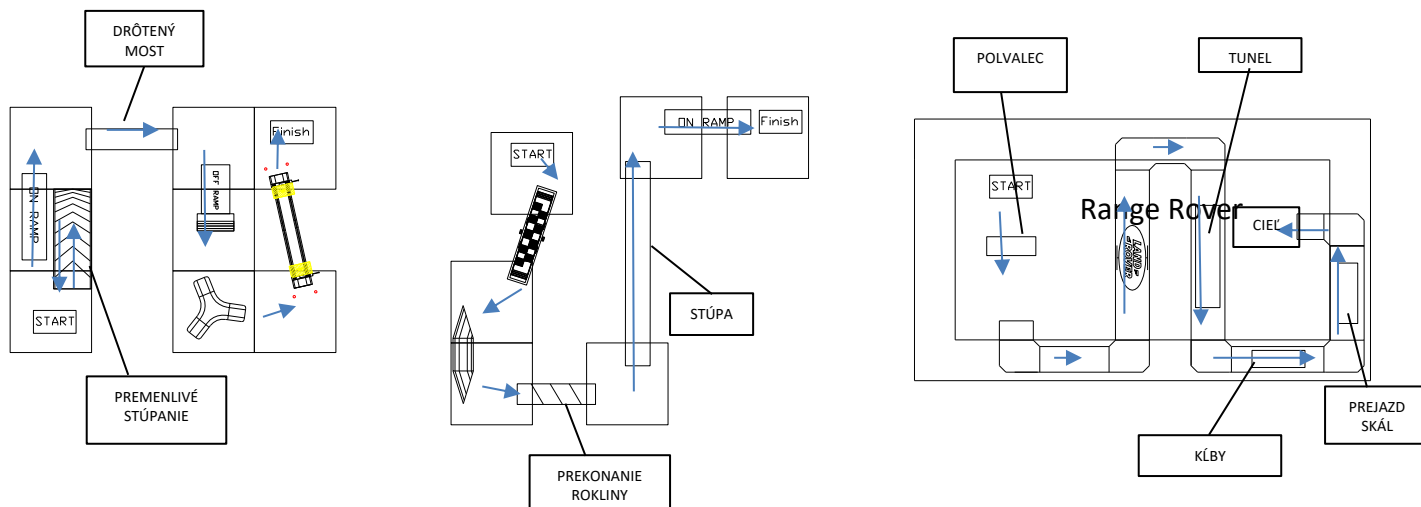 DRÔTENÝ
MOST
ON RAMP
START
PREMENLIVÉ
STÚPANIE
OFF RAMP
Finish
START
ON RAMP
Finish
STÚPA
PREKONANIE
ROKLINY
POLVALEC
TUNEL
START
Range Rover
CIEĽ
LAND
ROVER
PREJAZD
SKÁL
KĹBY